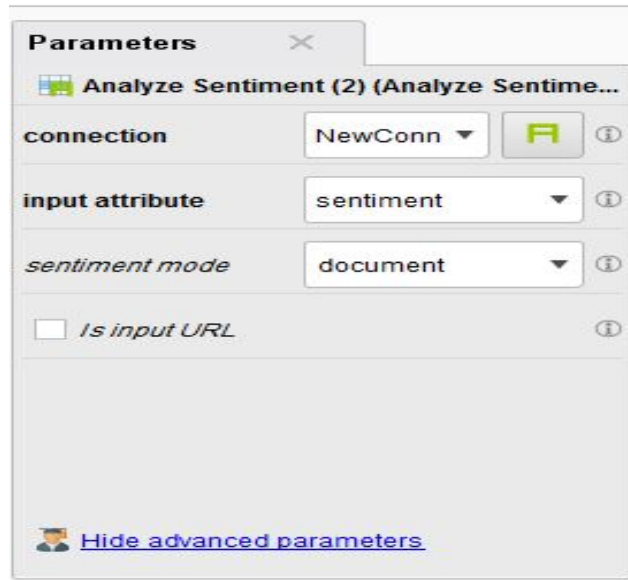 Parameters
Analyze Sentiment (2) (Analyze Sentime...
connection NewConn
input attribute sentiment
sentiment mode document
Is input URL
Hide advanced parameters